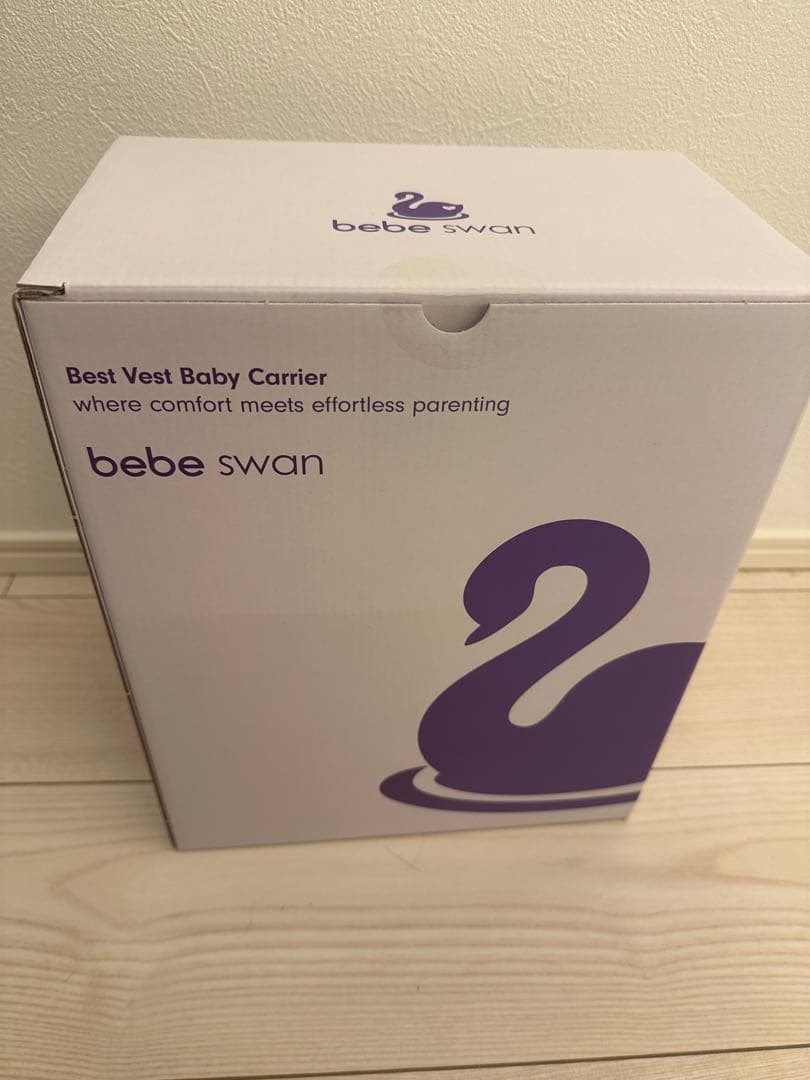 bebe swan
Best Vest Baby Carrier
where comfort meets effortless parenting
bebe swan